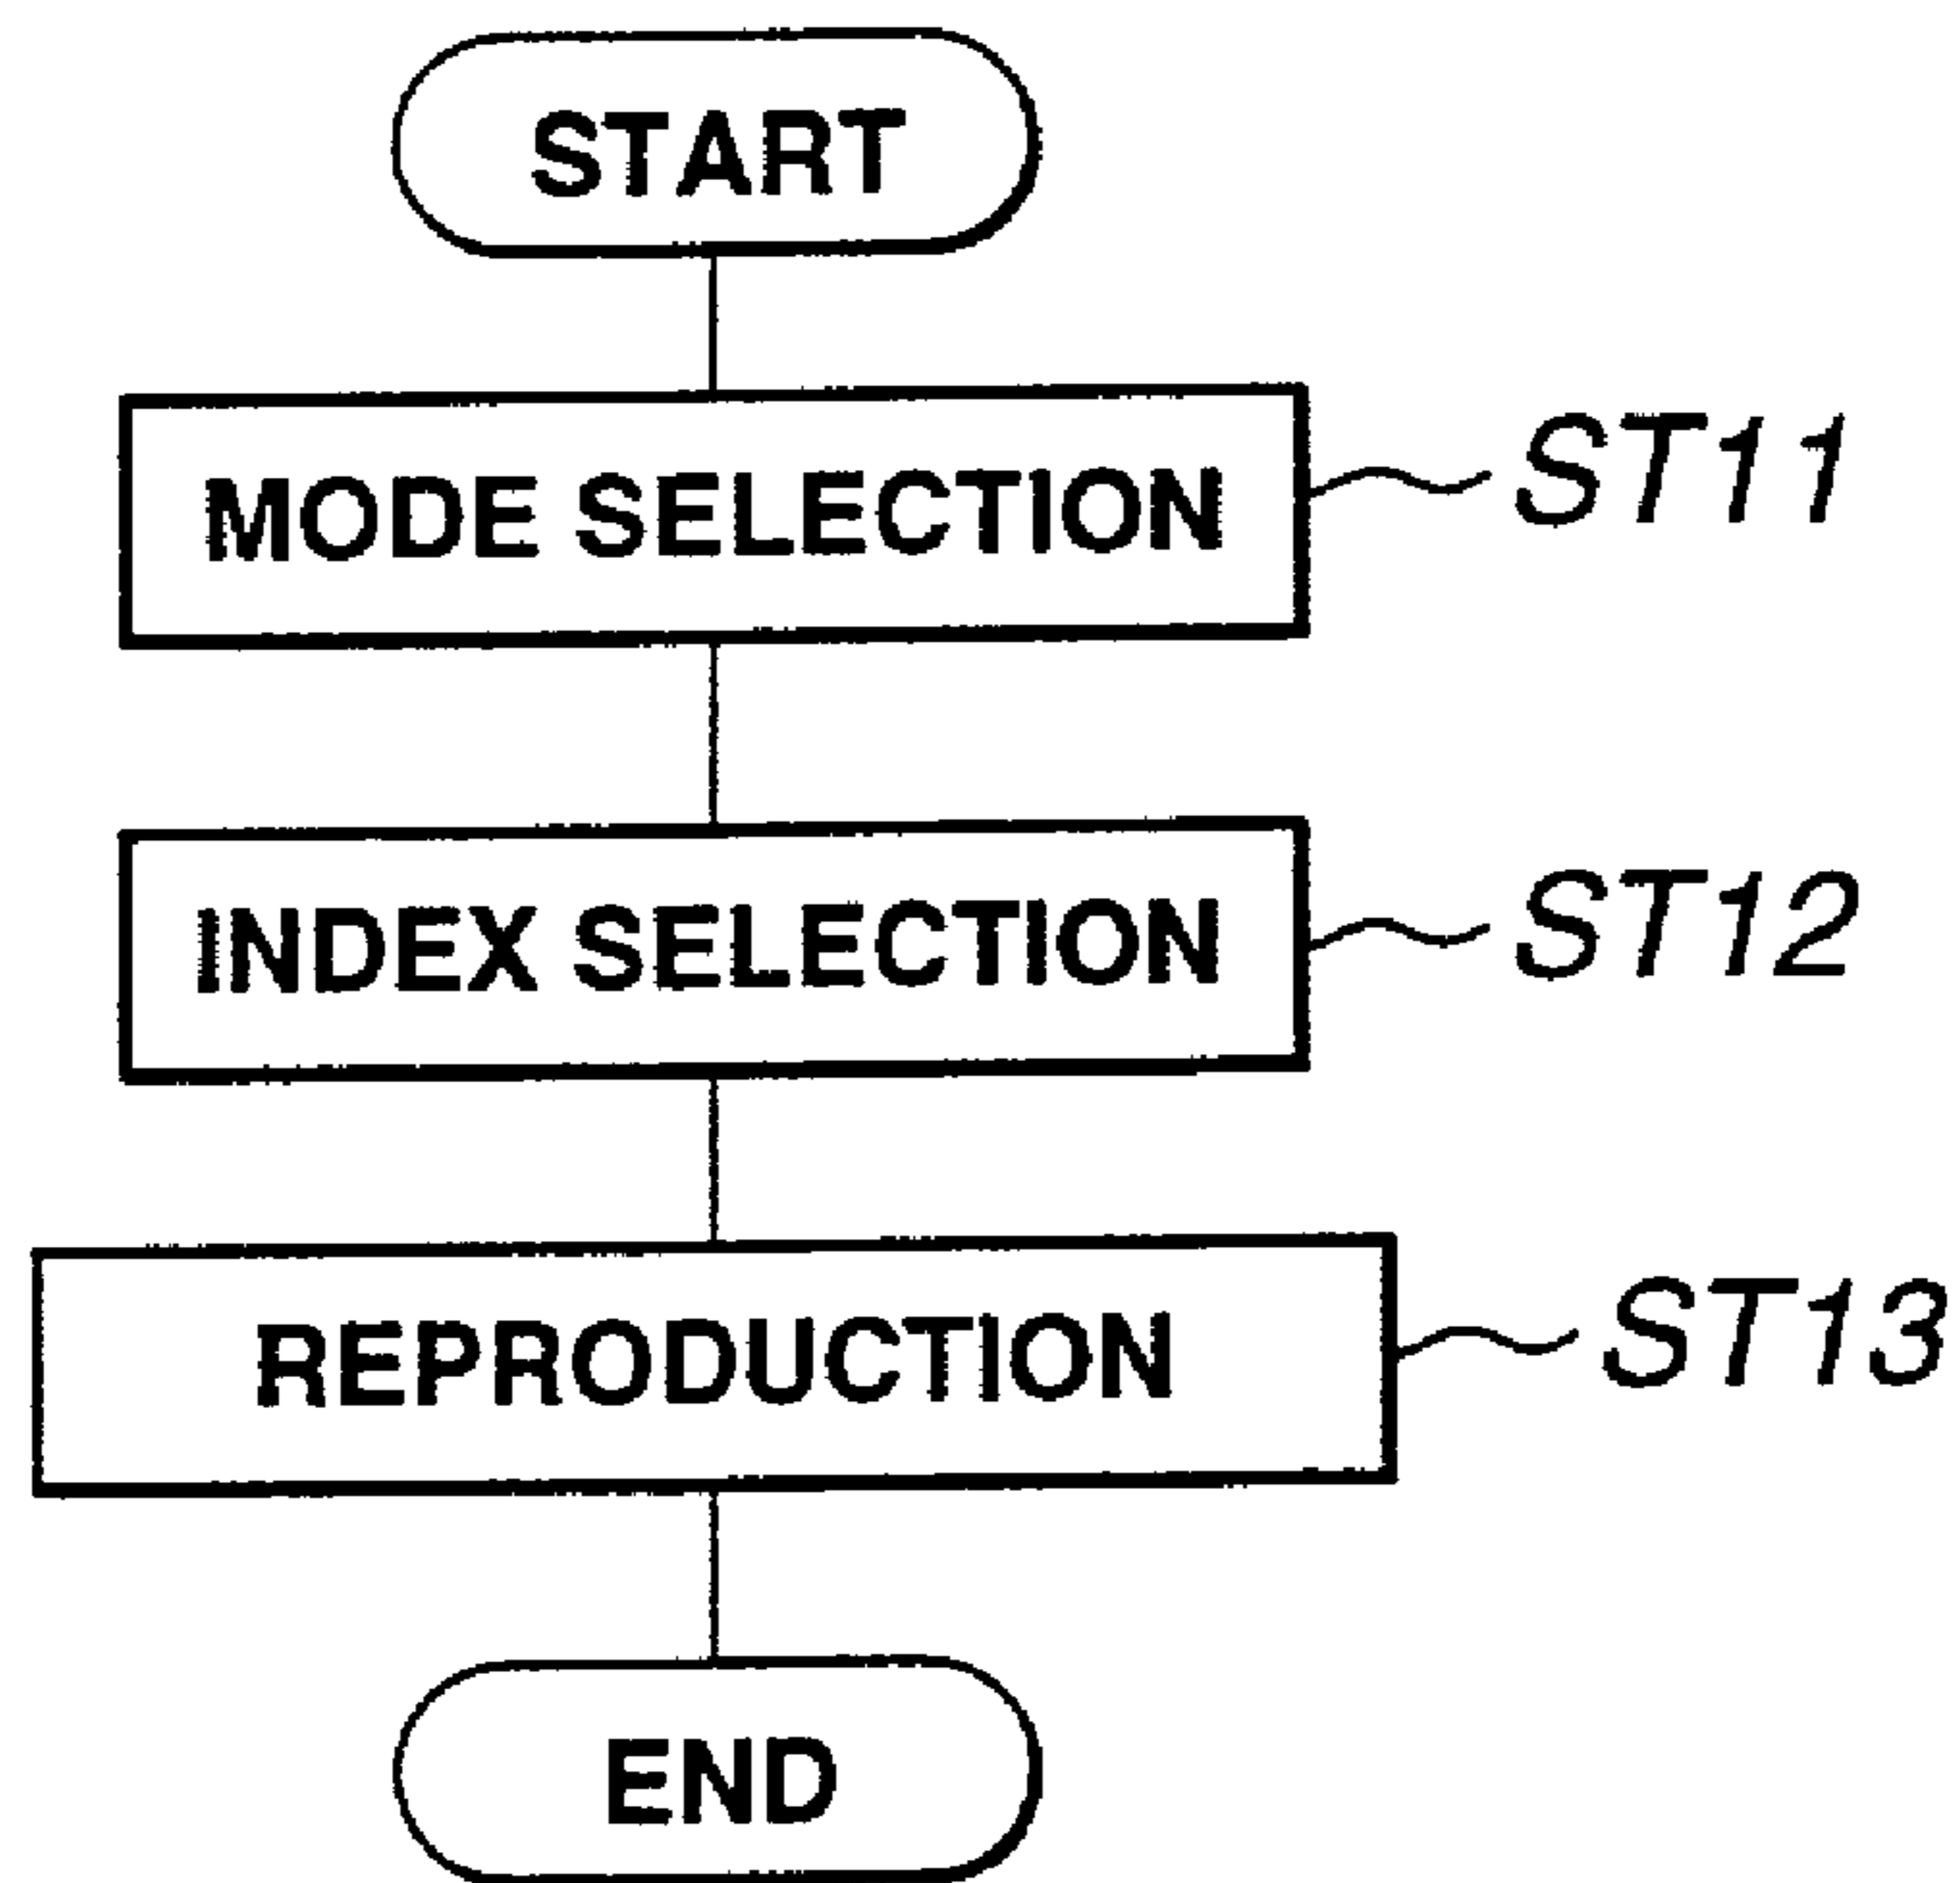 START
MODE SELECTION
ST11
INDEX SELECTION
ST12
REPRODUCTION
ST13
END